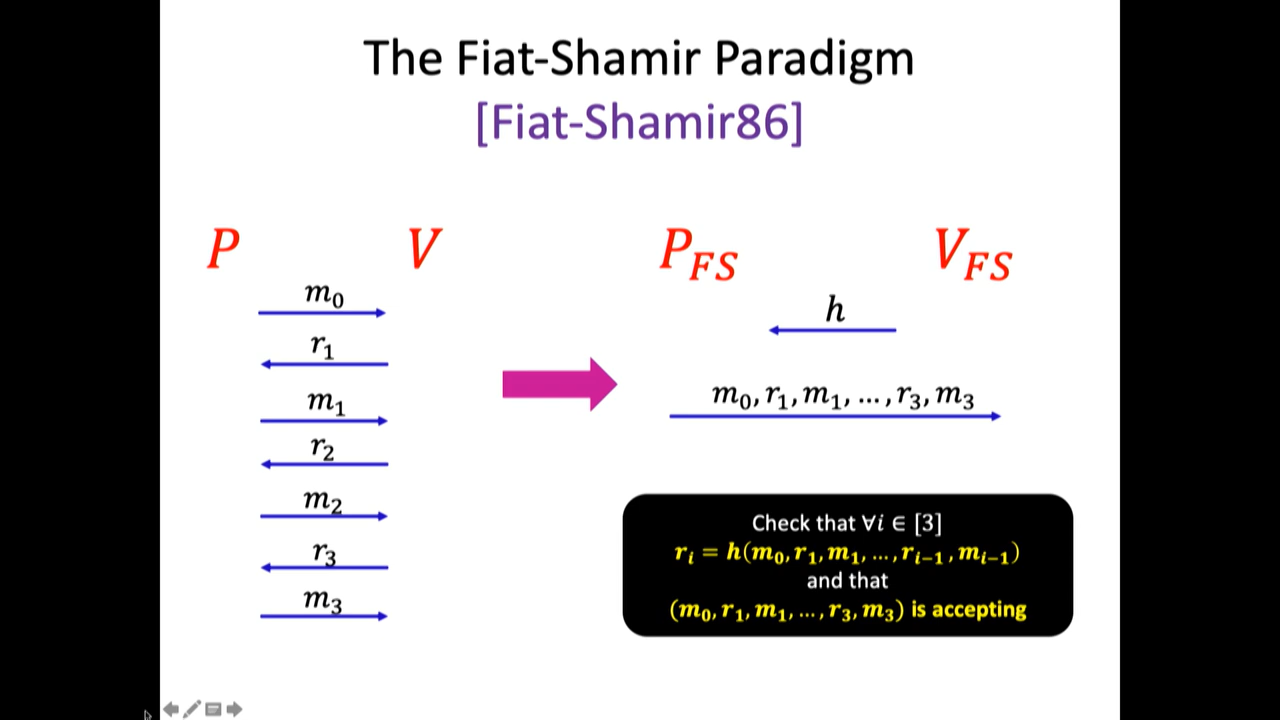 The Fiat-Shamir Paradigm
[Fiat-Shamir86]
P V
m₀
r₁
m₁
r₂
m₂
r₃
m₃
P_FS V_FS
h
m₀, r₁, m₁, ..., r₃, m₃
Check that ∀i ∈ [3]
rᵢ = h(m₀, r₁, m₁, ..., rᵢ₋₁, mᵢ₋₁)
and that
(m₀, r₁, m₁, ..., r₃, m₃) is accepting